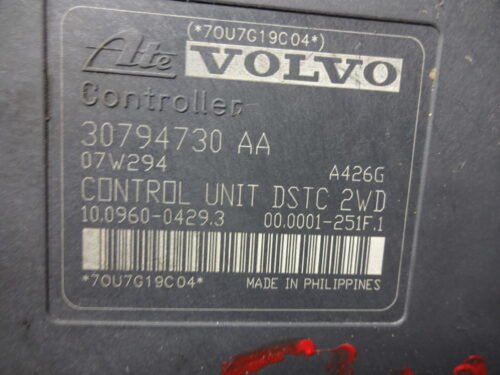 (*70U7G19C04*)
Ate VOLVO
Controller
30794730 AA
07W294 A426G
CONTROL UNIT DSTC 2WD
10.0960-0429.3 00.0001-251F.1
*70U7G19C04* MADE IN PHILIPPINES